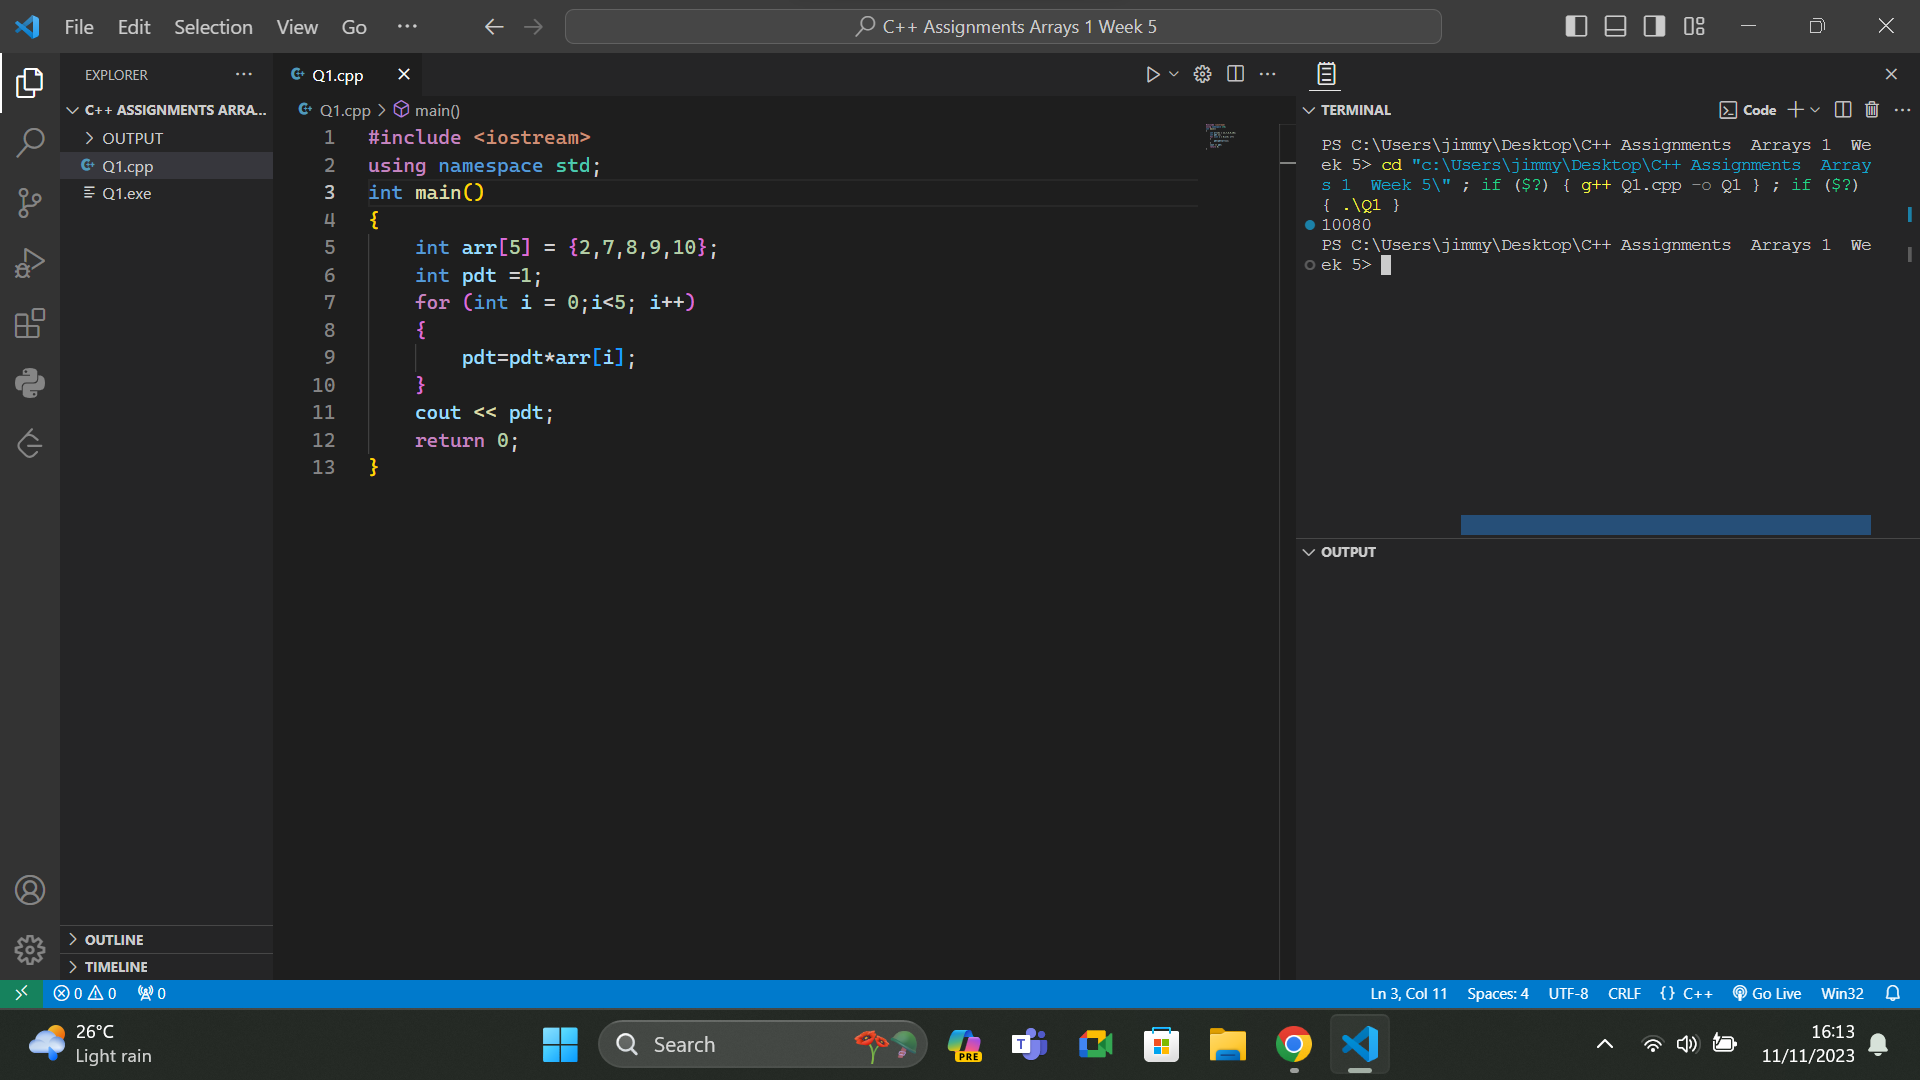 File Edit Selection View Go ···
C++ Assignments Arrays 1 Week 5
EXPLORER
C++ ASSIGNMENTS ARRA...
OUTPUT
Q1.cpp
Q1.exe
OUTLINE
TIMELINE
Q1.cpp
Q1.cpp > main()
1 #include <iostream>
2 using namespace std;
3 int main()
4 {
5 int arr[5] = {2,7,8,9,10};
6 int pdt =1;
7 for (int i = 0;i<5; i++)
8 {
9 pdt=pdt*arr[i];
10 }
11 cout << pdt;
12 return 0;
13 }
TERMINAL
Code
PS C:\Users\jimmy\Desktop\C++ Assignments  Arrays 1  We
ek 5> cd "c:\Users\jimmy\Desktop\C++ Assignments  Array
s 1  Week 5\" ; if ($?) { g++ Q1.cpp -o Q1 } ; if ($?)
{ .\Q1 }
10080
PS C:\Users\jimmy\Desktop\C++ Assignments  Arrays 1  We
ek 5>
OUTPUT
0 0 0
Ln 3, Col 11 Spaces: 4 UTF-8 CRLF {} C++ Go Live Win32
26°C
Light rain
Search
PRE
T
16:13
11/11/2023